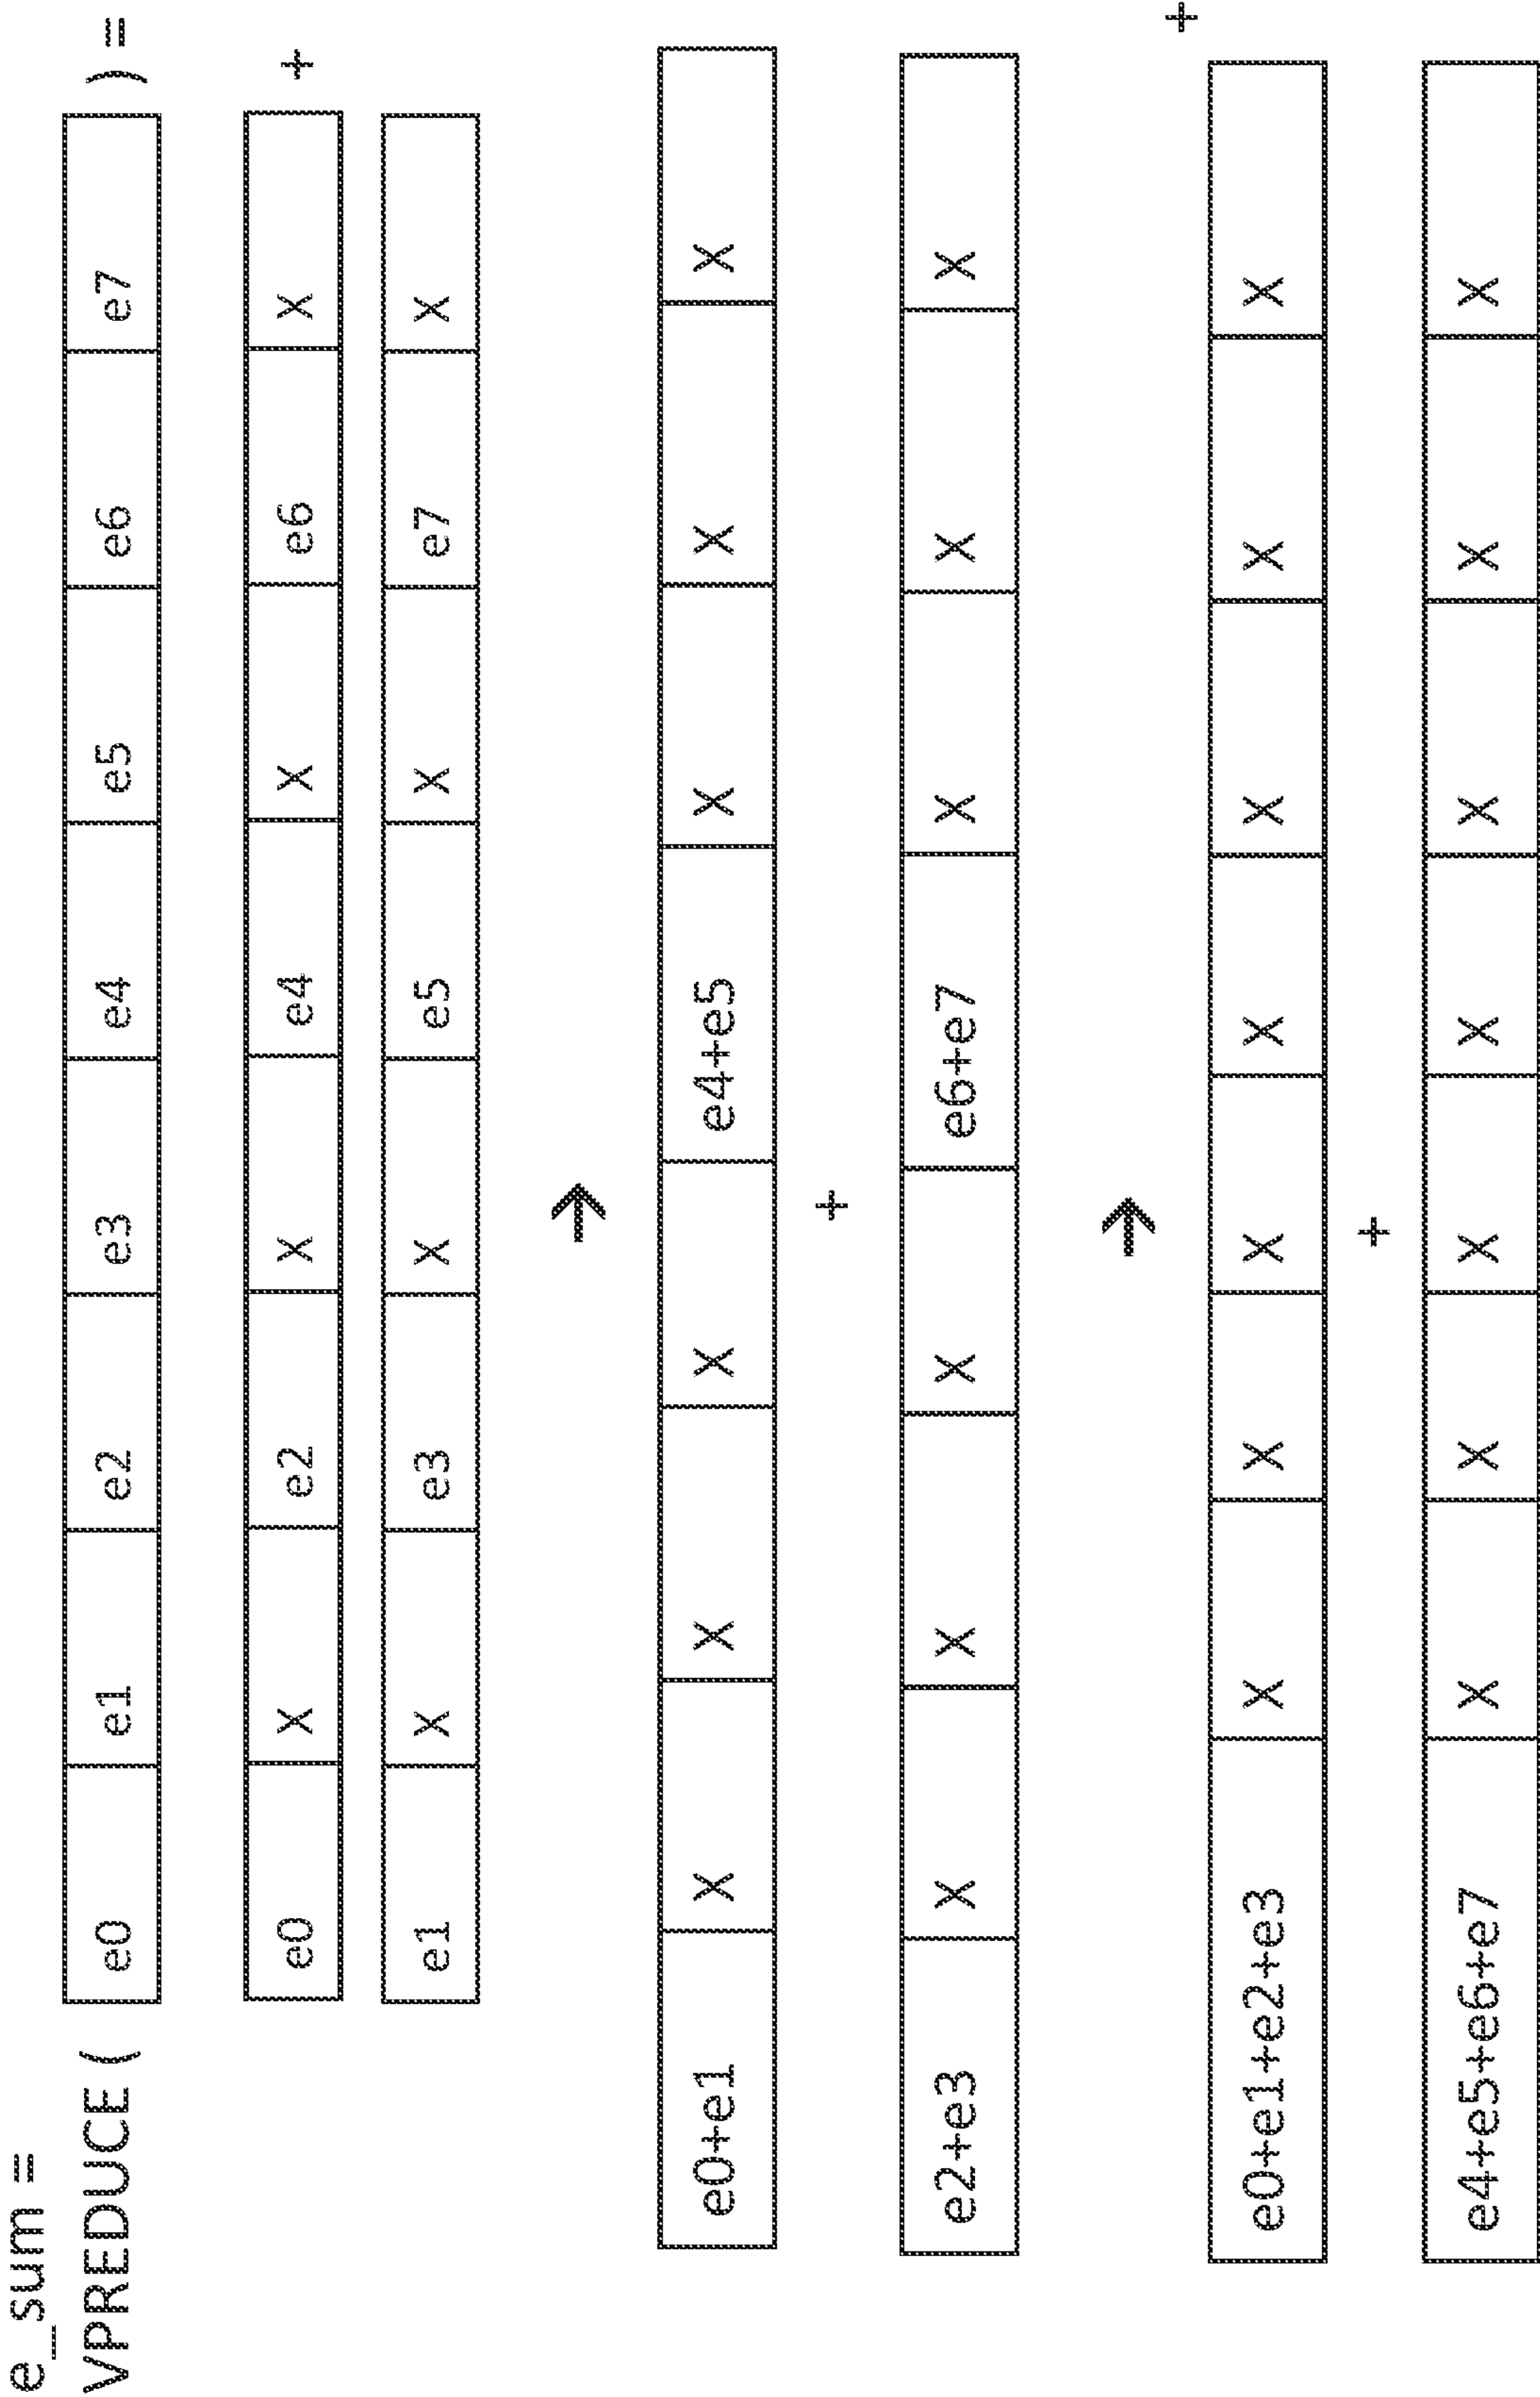 e_sum =
VPREDUCE ( e0 e1 e2 e3 e4 e5 e6 e7 ) =
e0 X e2 X e4 X e6 X +
e1 X e3 X e5 X e7 X
→
e0+e1 X X X e4+e5 X X X
+
e2+e3 X X X e6+e7 X X X
→
+
e0+e1+e2+e3 X X X X X X X
+
e4+e5+e6+e7 X X X X X X X